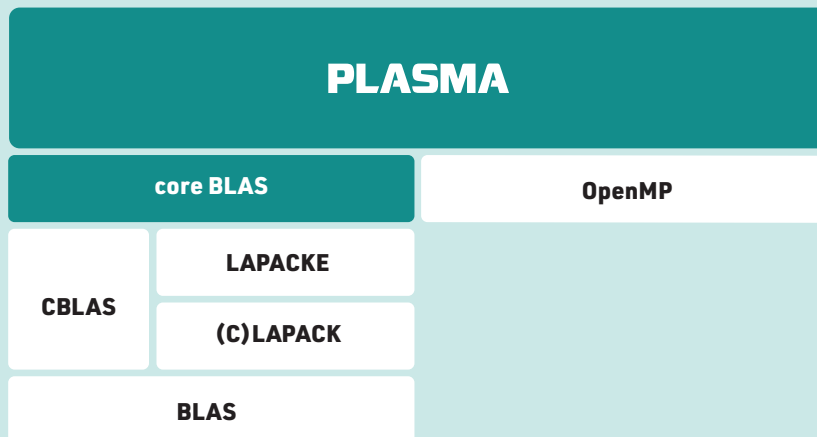 PLASMA
core BLAS
OpenMP
CBLAS
LAPACKE
(C)LAPACK
BLAS